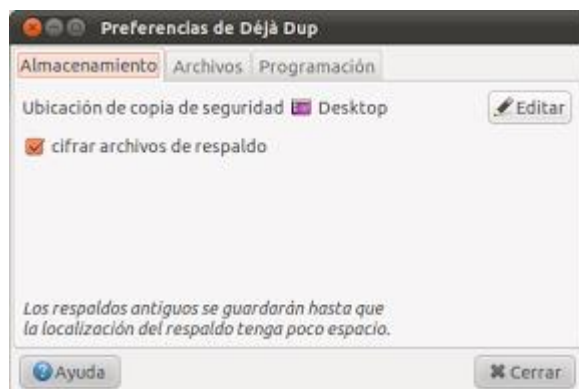 Preferencias de Déjà Dup
Almacenamiento Archivos Programación
Ubicación de copia de seguridad Desktop Editar
cifrar archivos de respaldo
Los respaldos antiguos se guardarán hasta que
la localización del respaldo tenga poco espacio.
Ayuda Cerrar